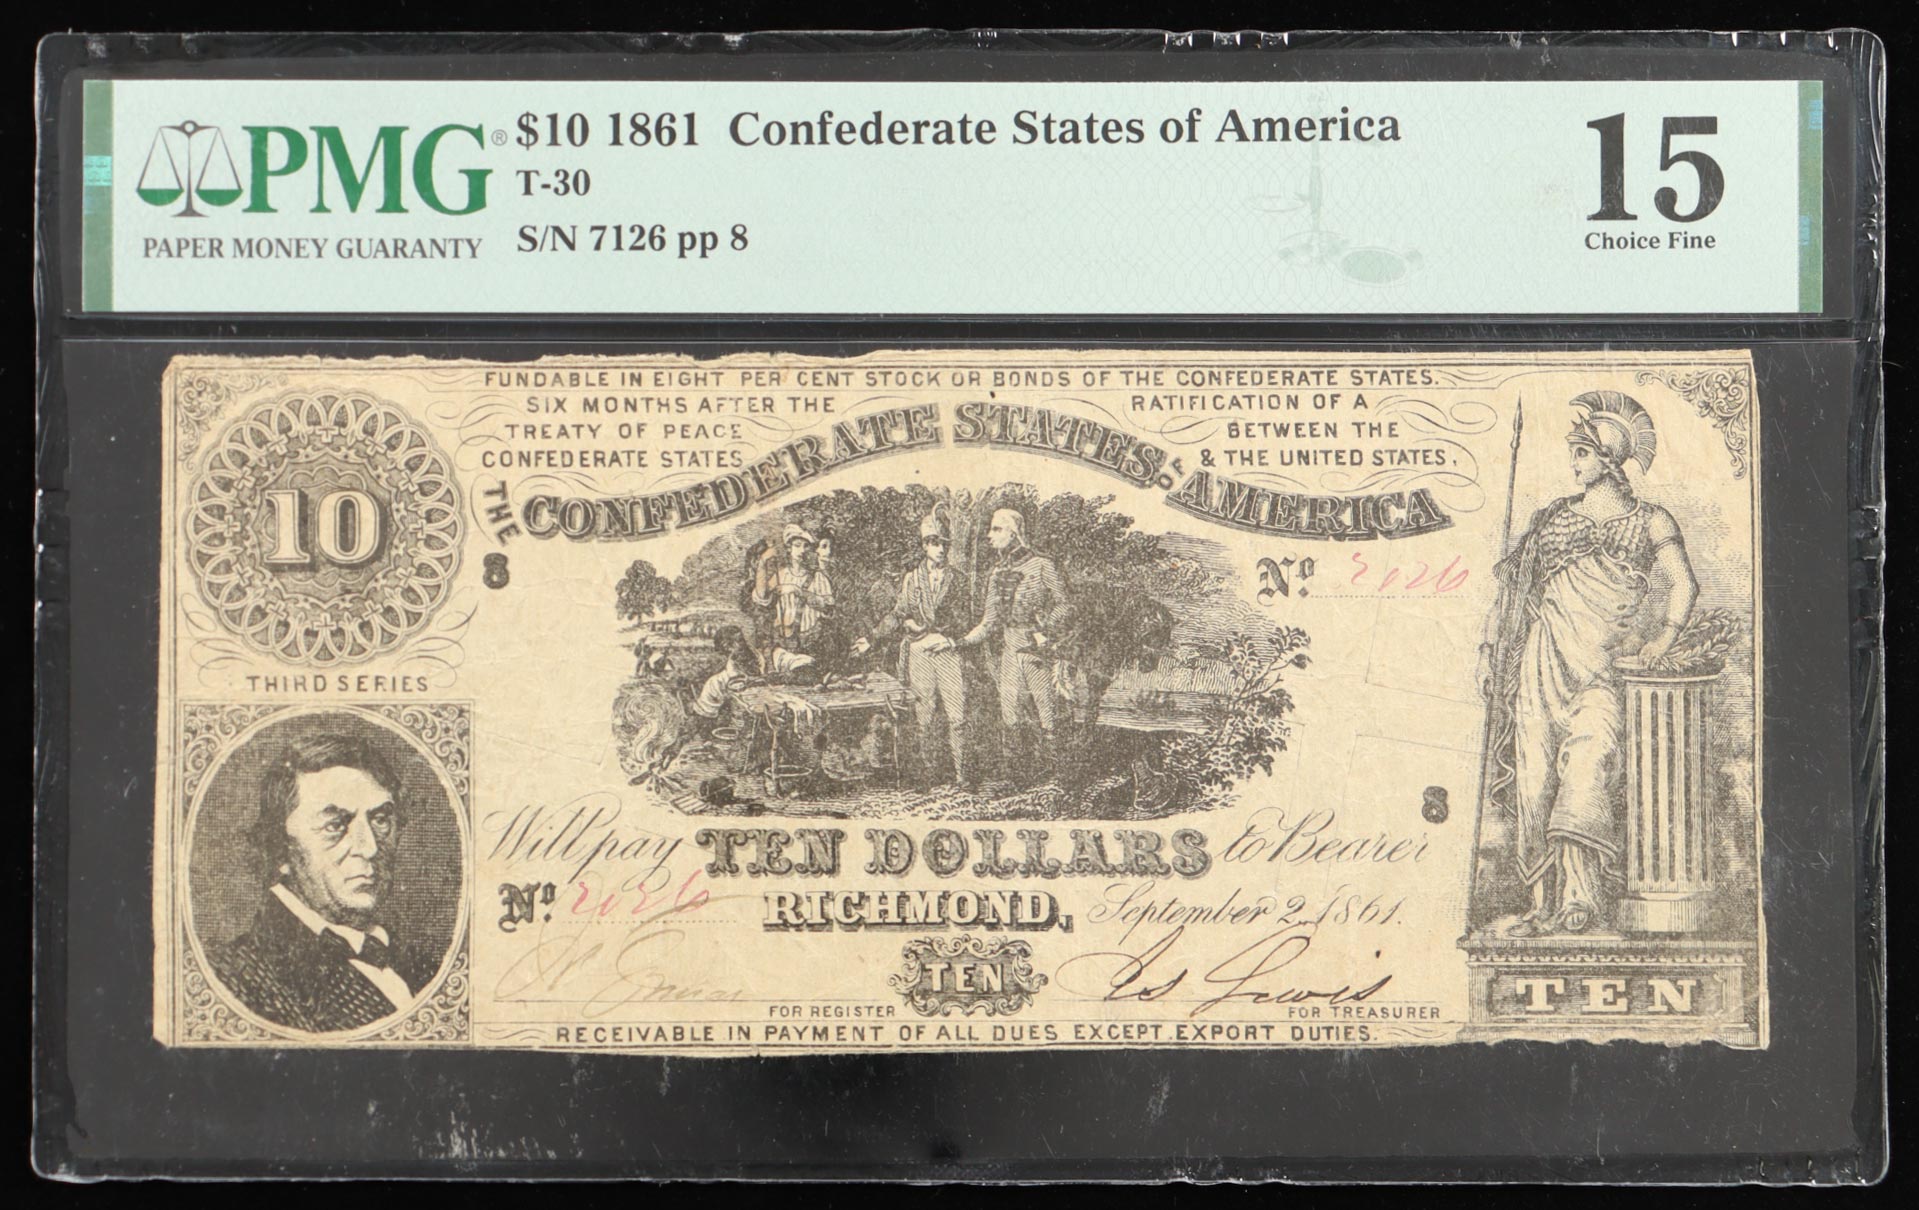 PMG® $10 1861 Confederate States of America
T-30
S/N 7126 pp 8
PAPER MONEY GUARANTY
15
Choice Fine
FUNDABLE IN EIGHT PER CENT STOCK OR BONDS OF THE CONFEDERATE STATES.
SIX MONTHS AFTER THE RATIFICATION OF A
TREATY OF PEACE BETWEEN THE
CONFEDERATE STATES & THE UNITED STATES,
THE CONFEDERATE STATES OF AMERICA
10
8
No. 7126
THIRD SERIES
8
Will pay TEN DOLLARS to Bearer
No. 7126 RICHMOND, September 2, 1861.
TEN
Js Lewis
TEN
FOR REGISTER
FOR TREASURER
RECEIVABLE IN PAYMENT OF ALL DUES EXCEPT EXPORT DUTIES.